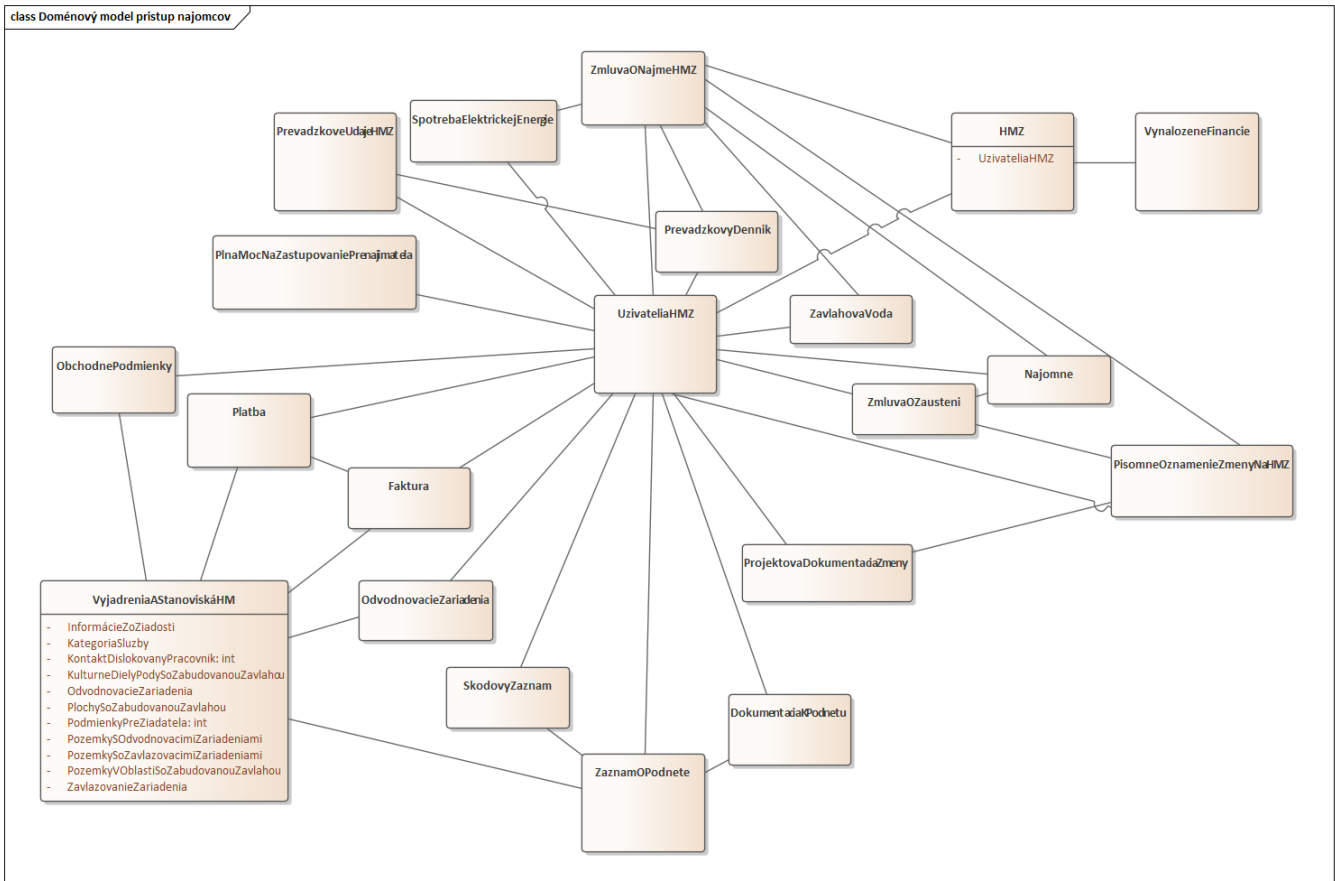 class Doménový model pristup najomcov
ZmluvaONajmeHMZ
SpotrebaElektrickejEnergie
PrevadzkoveUdajeHMZ
HMZ
- UzivateliaHMZ
VynalozeneFinancie
PrevadzkovyDennik
PlnaMocNaZastupovaniePrenajimatela
UzivateliaHMZ
ZavlahovaVoda
ObchodnePodmienky
Najomne
ZmluvaOZausteni
Platba
PisomneOznamenieZmenyNaHMZ
Faktura
ProjektovaDokumentaciaZmeny
VyjadreniaAStanoviskáHM
- InformácieZoZiadosti
- KategoriaSluzby
- KontaktDislokovanyPracovnik: int
- KulturneDielyPodySoZabudovanouZavlahou
- OdvodnovacieZariadenia
- PlochySoZabudovanouZavlahou
- PodmienkyPreZiadatela: int
- PozemkySOdvodnovacimiZariadeniami
- PozemkySoZavlazovacimiZariadeniami
- PozemkyVOblastiSoZabudovanouZavlahou
- ZavlazovanieZariadenia
OdvodnovacieZariadenia
SkodovyZaznam
DokumentaciaKPodnetu
ZaznamOPodnete